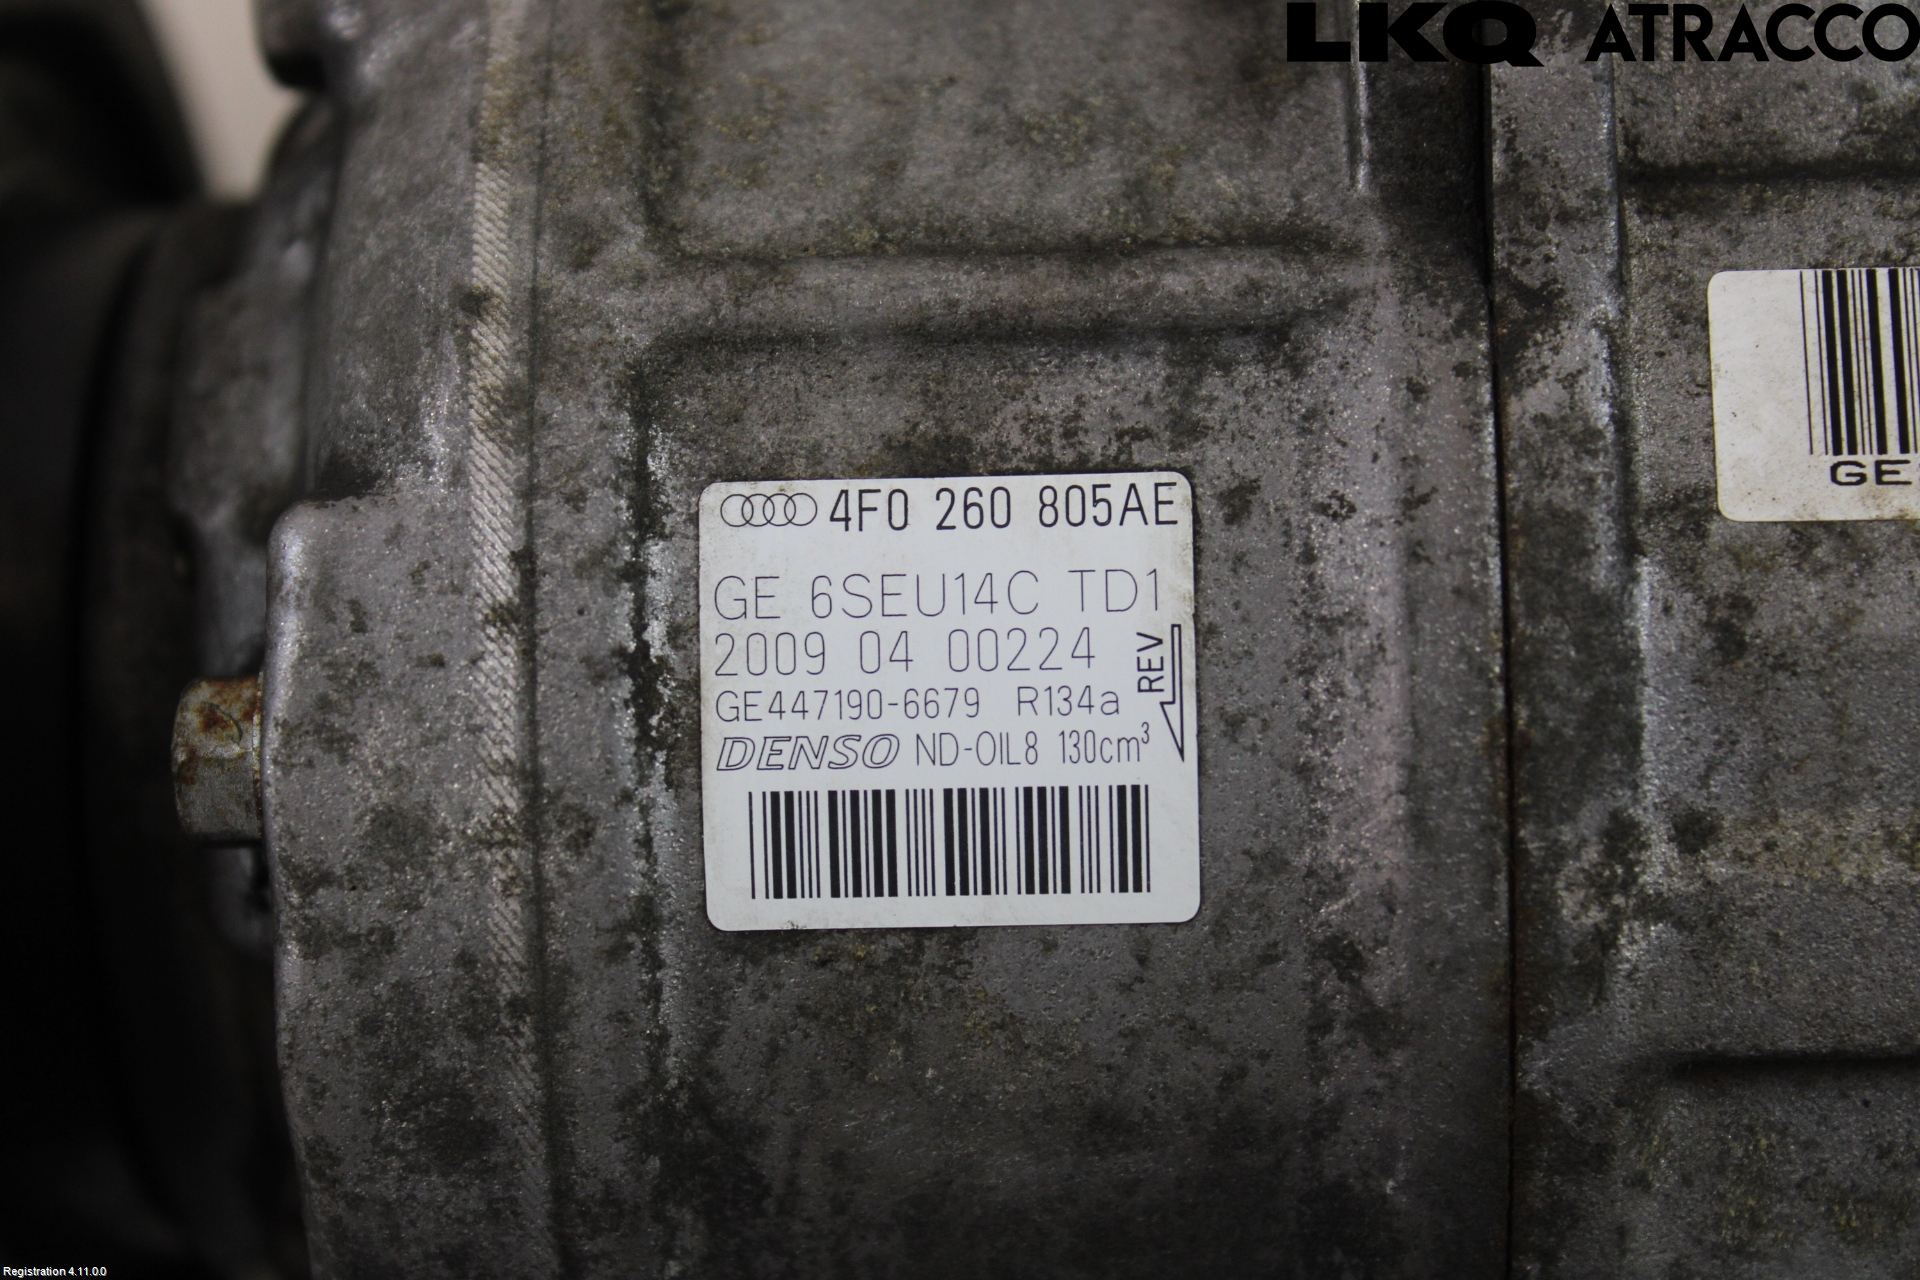 LKQ ATRACCO
4F0 260 805AE
GE 6SEU14C TD1
2009 04 00224
GE447190-6679 R134a
REV
DENSO ND-OIL8 130cm³
GE
Registration 4.11.0.0